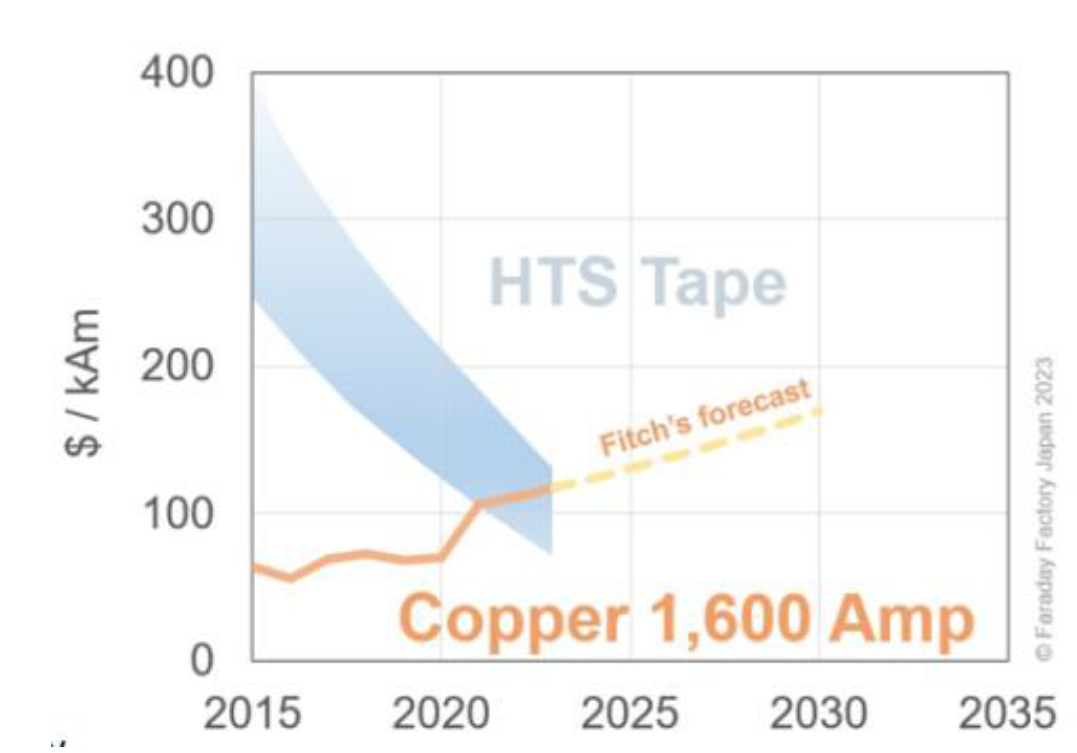 400
300
200
100
0
$ / kAm
HTS Tape
Fitch's forecast
Copper 1,600 Amp
2015 2020 2025 2030 2035
© Faraday Factory Japan 2023